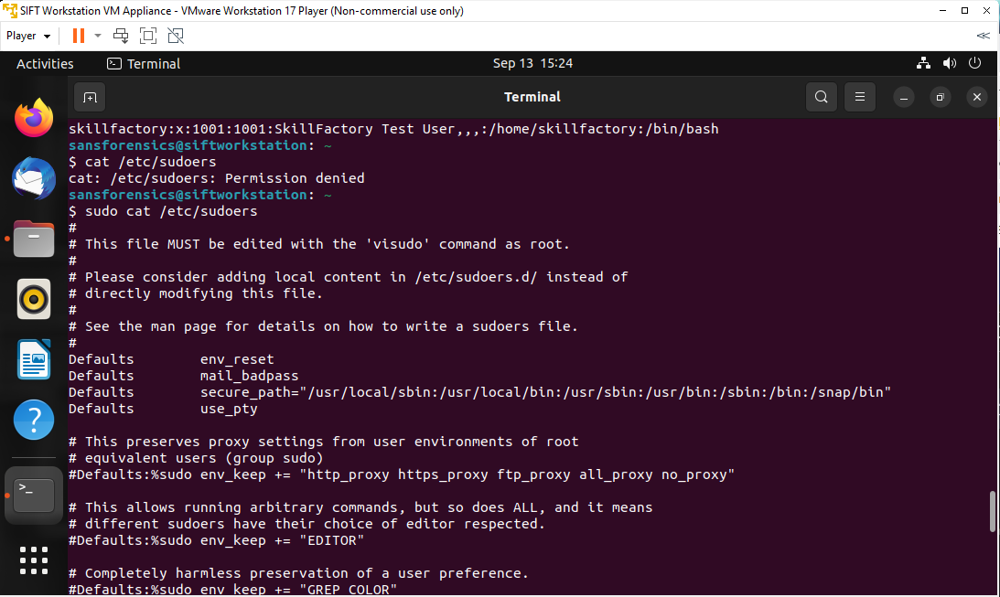 SIFT Workstation VM Appliance - VMware Workstation 17 Player (Non-commercial use only)
Player
Activities
Terminal
Sep 13 15:24
Terminal
skillfactory:x:1001:1001:SkillFactory Test User,,,:/home/skillfactory:/bin/bash
sansforensics@siftworkstation: ~
$ cat /etc/sudoers
cat: /etc/sudoers: Permission denied
sansforensics@siftworkstation: ~
$ sudo cat /etc/sudoers
#
# This file MUST be edited with the 'visudo' command as root.
#
# Please consider adding local content in /etc/sudoers.d/ instead of
# directly modifying this file.
#
# See the man page for details on how to write a sudoers file.
#
Defaults        env_reset
Defaults        mail_badpass
Defaults        secure_path="/usr/local/sbin:/usr/local/bin:/usr/sbin:/usr/bin:/sbin:/bin:/snap/bin"
Defaults        use_pty
# This preserves proxy settings from user environments of root
# equivalent users (group sudo)
#Defaults:%sudo env_keep += "http_proxy https_proxy ftp_proxy all_proxy no_proxy"
# This allows running arbitrary commands, but so does ALL, and it means
# different sudoers have their choice of editor respected.
#Defaults:%sudo env_keep += "EDITOR"
# Completely harmless preservation of a user preference.
#Defaults:%sudo env_keep += "GREP_COLOR"